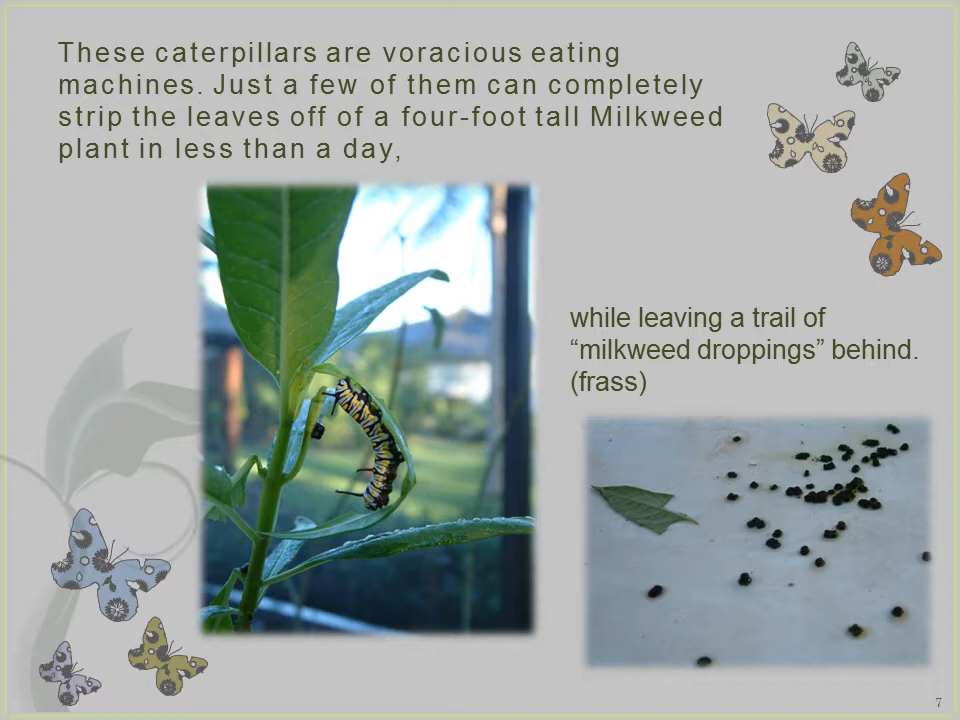 These caterpillars are voracious eating
machines. Just a few of them can completely
strip the leaves off of a four-foot tall Milkweed
plant in less than a day,
while leaving a trail of
“milkweed droppings” behind.
(frass)
7